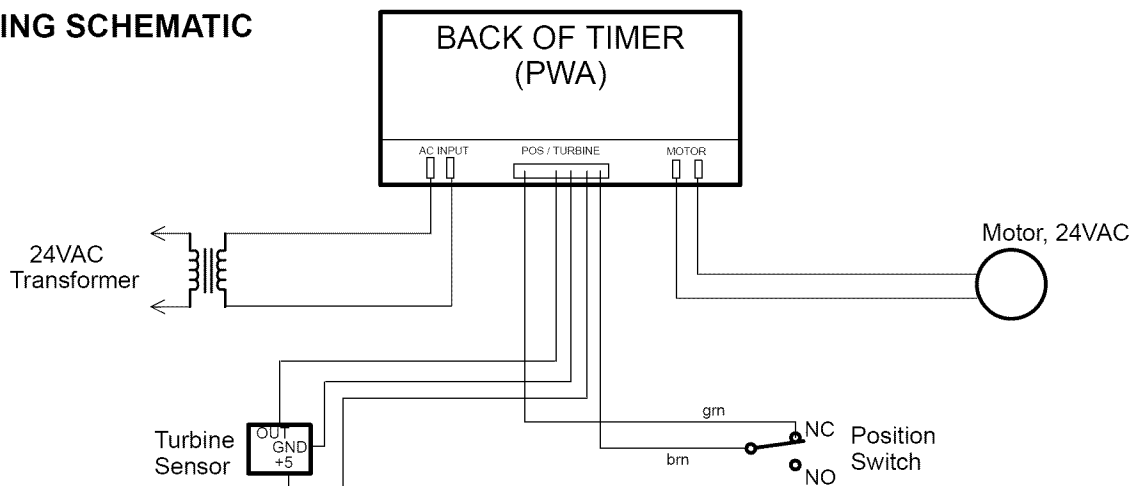 ING SCHEMATIC
BACK OF TIMER
(PWA)
AC INPUT
POS / TURBINE
MOTOR
24VAC
Transformer
Motor, 24VAC
Turbine
Sensor
OUT
GND
+5
grn
brn
NC
NO
Position
Switch